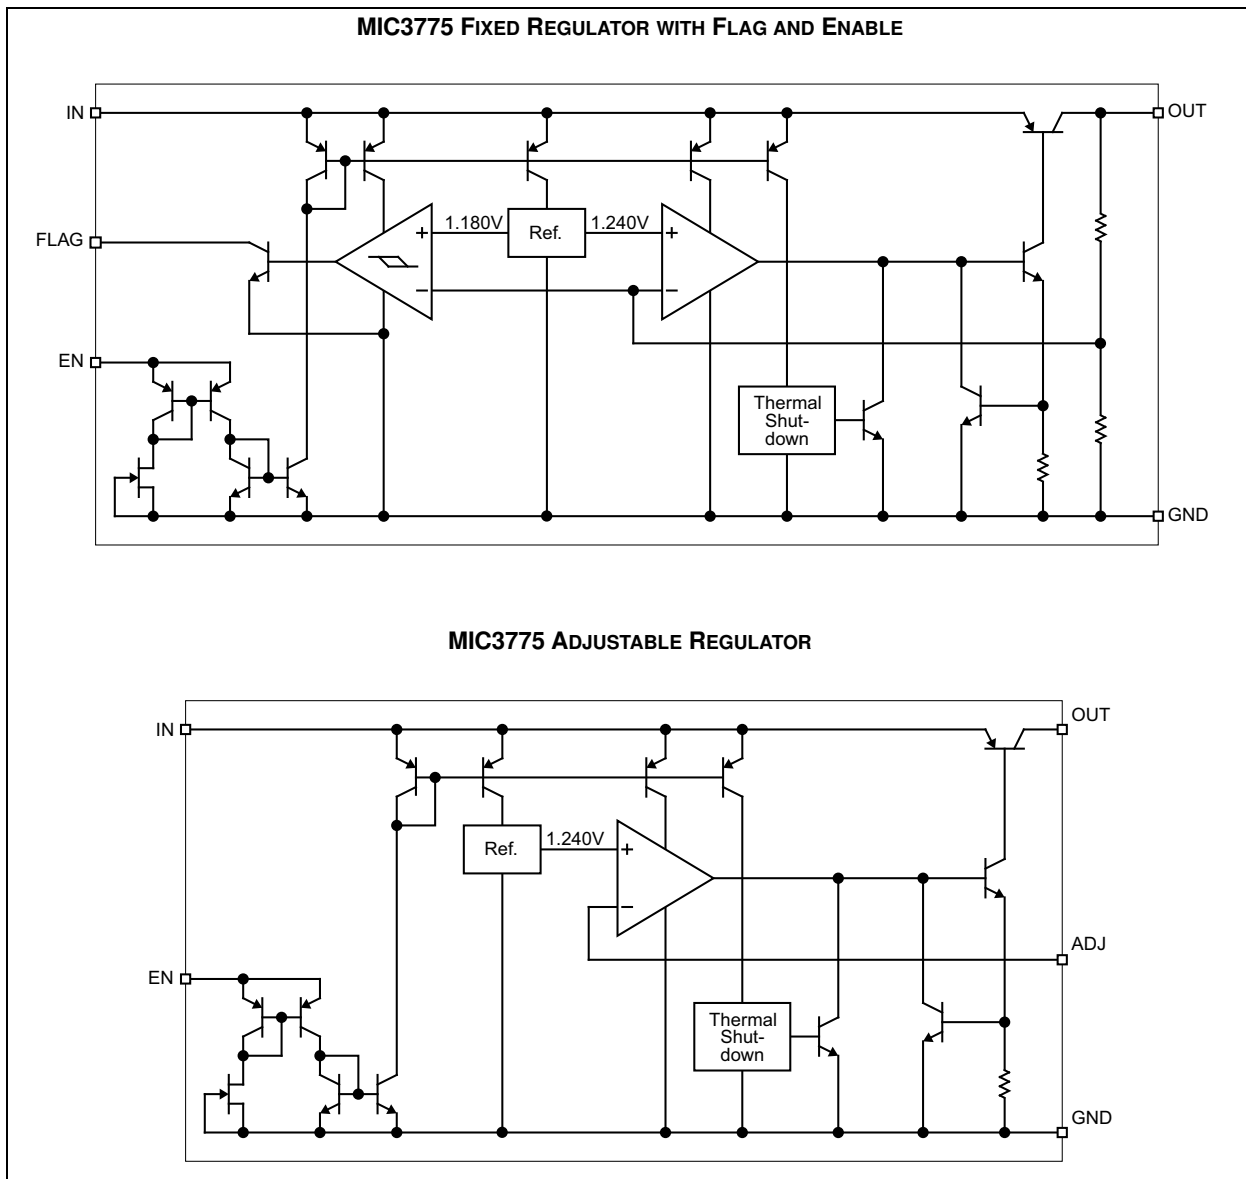 MIC3775 FIXED REGULATOR WITH FLAG AND ENABLE
IN
OUT
1.180V
Ref.
1.240V
FLAG
+
+
−
−
EN
Thermal
Shut-
down
GND
MIC3775 ADJUSTABLE REGULATOR
IN
OUT
Ref.
1.240V
+
−
ADJ
EN
Thermal
Shut-
down
GND